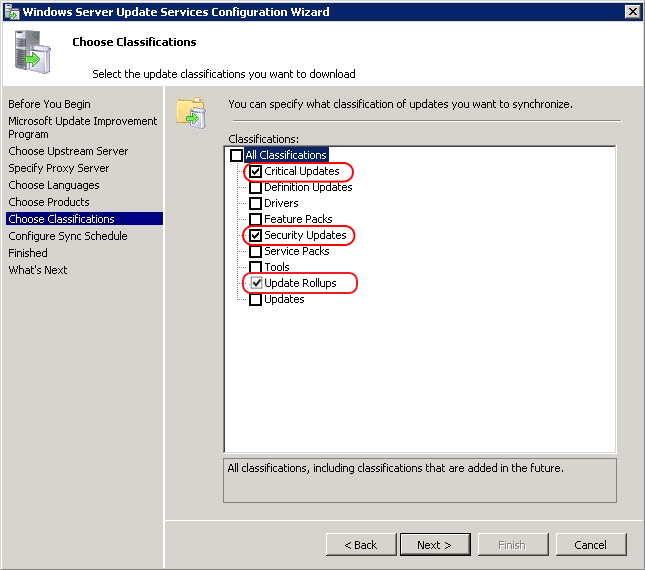 Windows Server Update Services Configuration Wizard
Choose Classifications
Select the update classifications you want to download
Before You Begin
Microsoft Update Improvement
Program
Choose Upstream Server
Specify Proxy Server
Choose Languages
Choose Products
Choose Classifications
Configure Sync Schedule
Finished
What's Next
You can specify what classification of updates you want to synchronize.
Classifications:
All Classifications
Critical Updates
Definition Updates
Drivers
Feature Packs
Security Updates
Service Packs
Tools
Update Rollups
Updates
All classifications, including classifications that are added in the future.
< Back
Next >
Finish
Cancel